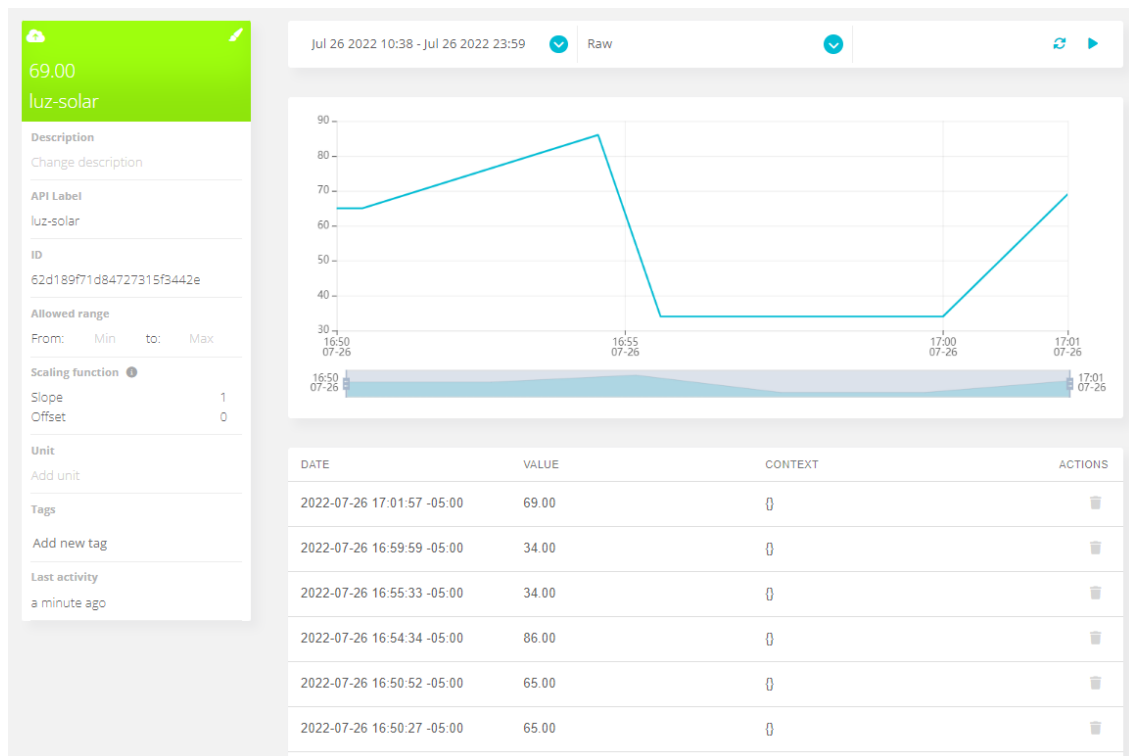 69.00
luz-solar
Description
Change description
API Label
luz-solar
ID
62d189f71d84727315f3442e
Allowed range
From: Min to: Max
Scaling function
Slope 1
Offset 0
Unit
Add unit
Tags
Add new tag
Last activity
a minute ago
Jul 26 2022 10:38 - Jul 26 2022 23:59 Raw
90
80
70
60
50
40
30
16:50 16:55 17:00 17:01
07-26 07-26 07-26 07-26
16:50 17:01
07-26 07-26
DATE VALUE CONTEXT ACTIONS
2022-07-26 17:01:57 -05:00 69.00 {}
2022-07-26 16:59:59 -05:00 34.00 {}
2022-07-26 16:55:33 -05:00 34.00 {}
2022-07-26 16:54:34 -05:00 86.00 {}
2022-07-26 16:50:52 -05:00 65.00 {}
2022-07-26 16:50:27 -05:00 65.00 {}